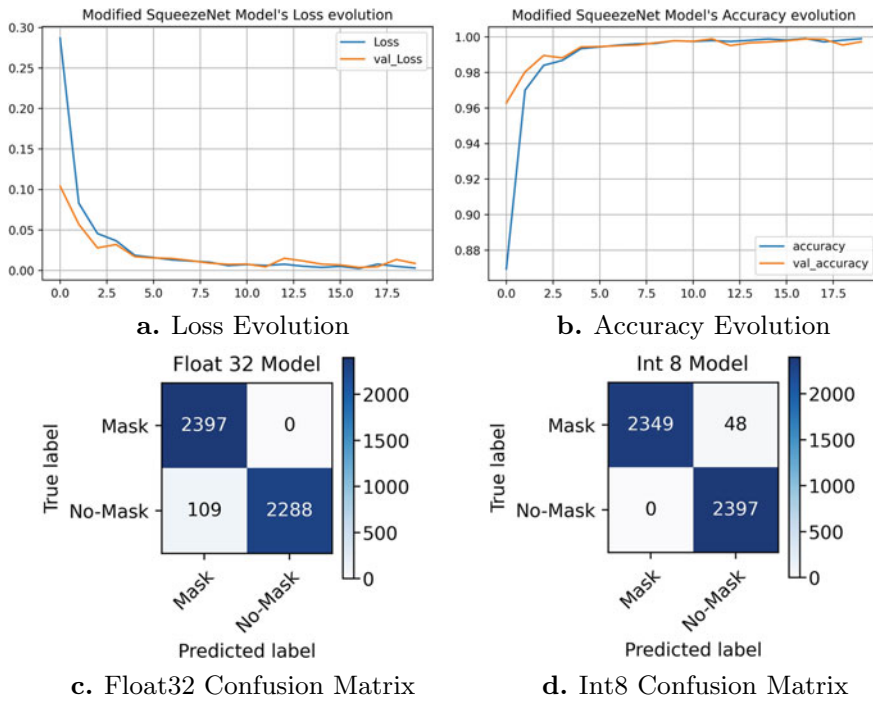 Modified SqueezeNet Model's Loss evolution
0.30
0.25
0.20
0.15
0.10
0.05
0.00
Loss
val_Loss
0.0 2.5 5.0 7.5 10.0 12.5 15.0 17.5
a. Loss Evolution
Modified SqueezeNet Model's Accuracy evolution
1.00
0.98
0.96
0.94
0.92
0.90
0.88
accuracy
val_accuracy
0.0 2.5 5.0 7.5 10.0 12.5 15.0 17.5
b. Accuracy Evolution
Float 32 Model
True label
Mask
No-Mask
2397 0
109 2288
Mask No-Mask
Predicted label
2000
1500
1000
500
0
c. Float32 Confusion Matrix
Int 8 Model
True label
Mask
No-Mask
2349 48
0 2397
Mask No-Mask
Predicted label
2000
1500
1000
500
0
d. Int8 Confusion Matrix